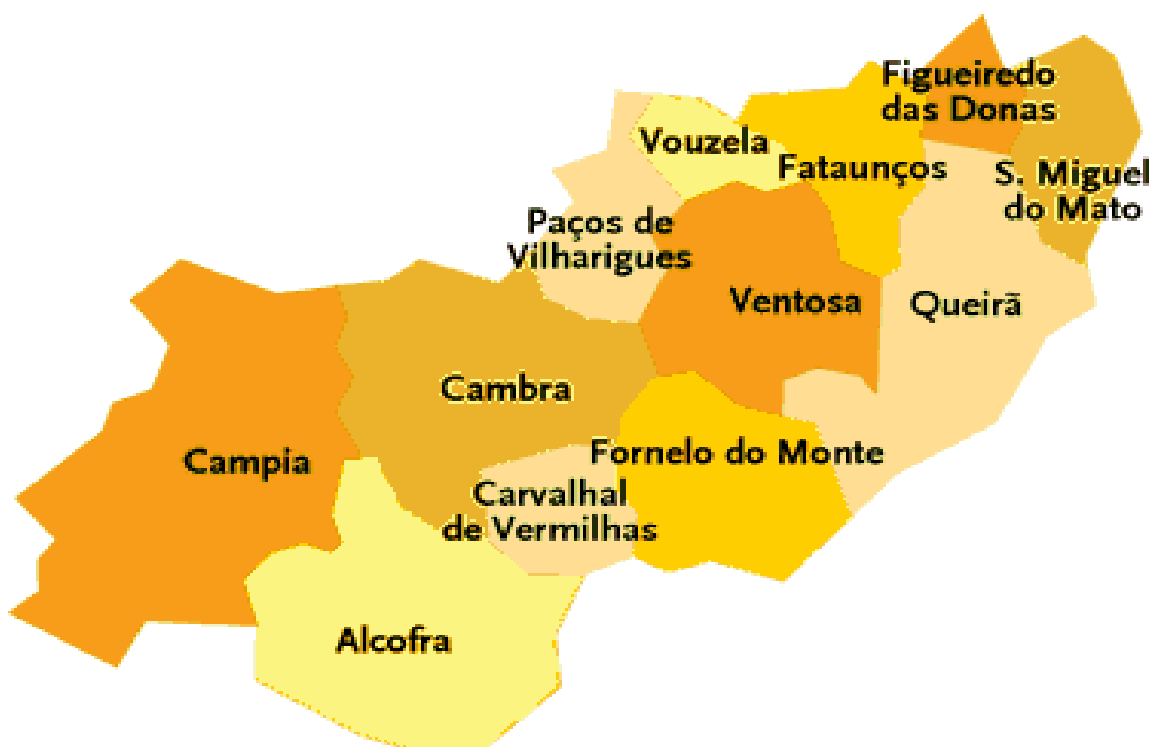 Figueiredo
das Donas
Vouzela
Fataunços
S. Miguel
do Mato
Paços de
Vilharigues
Ventosa
Queirã
Cambra
Campia
Fornelo do Monte
Carvalhal
de Vermilhas
Alcofra